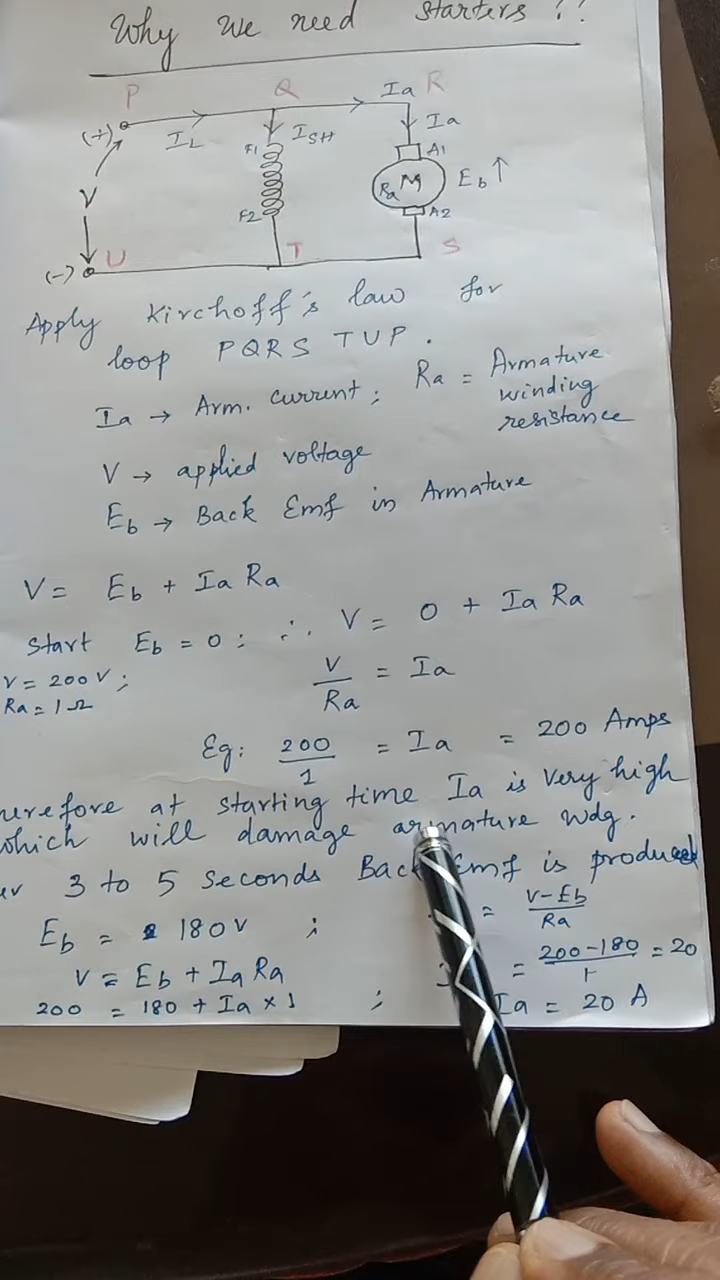 Why We need starters ??
P
Q
Ia R
(+)
IL
ISH
Ia
F1
A1
V
Ra M
Eb ↑
F2
A2
(-)
U
T
S
Apply Kirchoff's law for
loop PQRS TUP.
Ia → Arm. current; Ra = Armature
winding
resistance
V → applied voltage
Eb → Back Emf in Armature
V = Eb + Ia Ra
Start Eb = 0; ∴ V = 0 + Ia Ra
V = 200 V;
Ra = 1Ω
V/Ra = Ia
Eg: 200/1 = Ia = 200 Amps
herefore at starting time Ia is very high
which will damage armature wdg.
3 to 5 seconds Back Emf is produced
Eb = 180V ; = V-Eb/Ra
V = Eb + Ia Ra = 200-180/1 = 20
200 = 180 + Ia × 1 ; Ia = 20 A